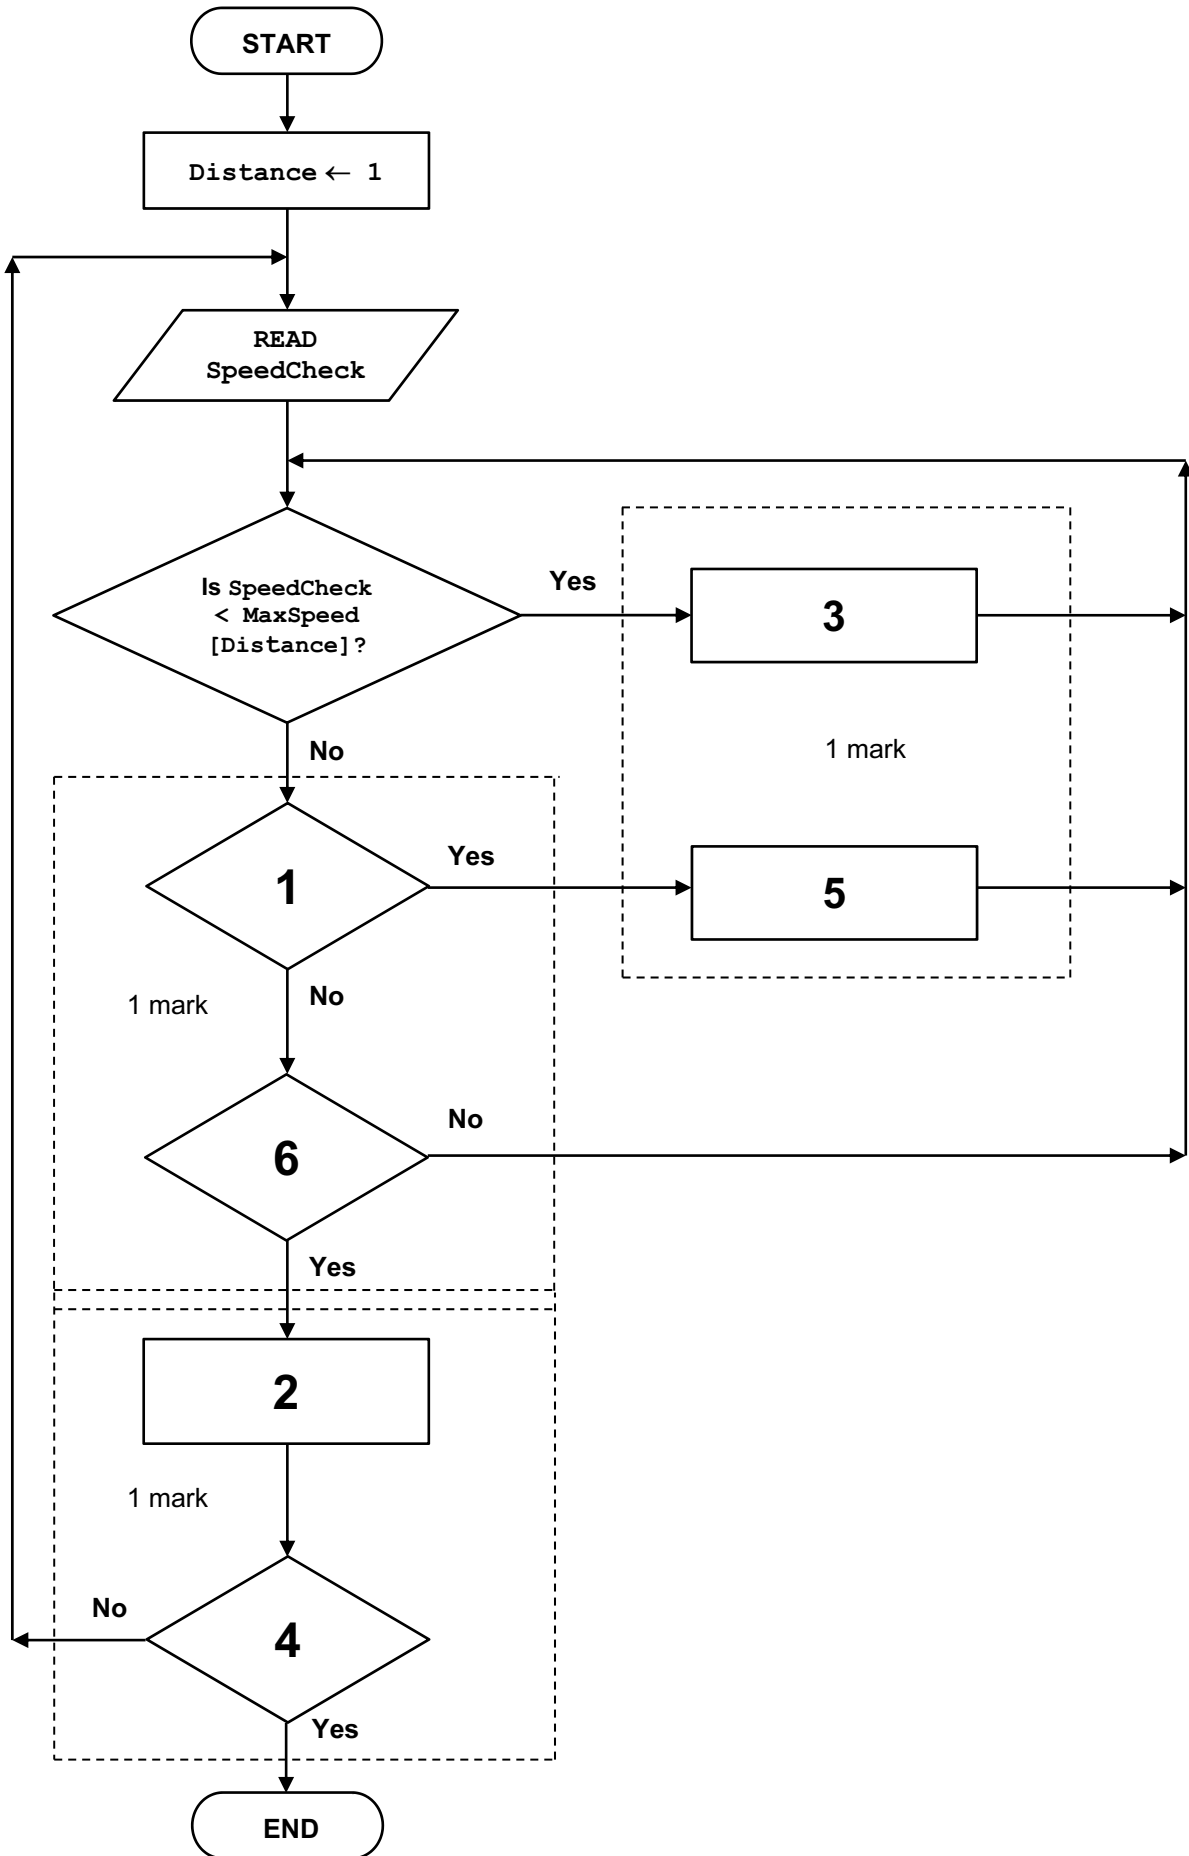 START
Distance ← 1
READ
SpeedCheck
Is SpeedCheck
< MaxSpeed
[Distance]?
Yes
3
No
1 mark
1
Yes
5
1 mark
No
6
No
Yes
2
1 mark
No
4
Yes
END